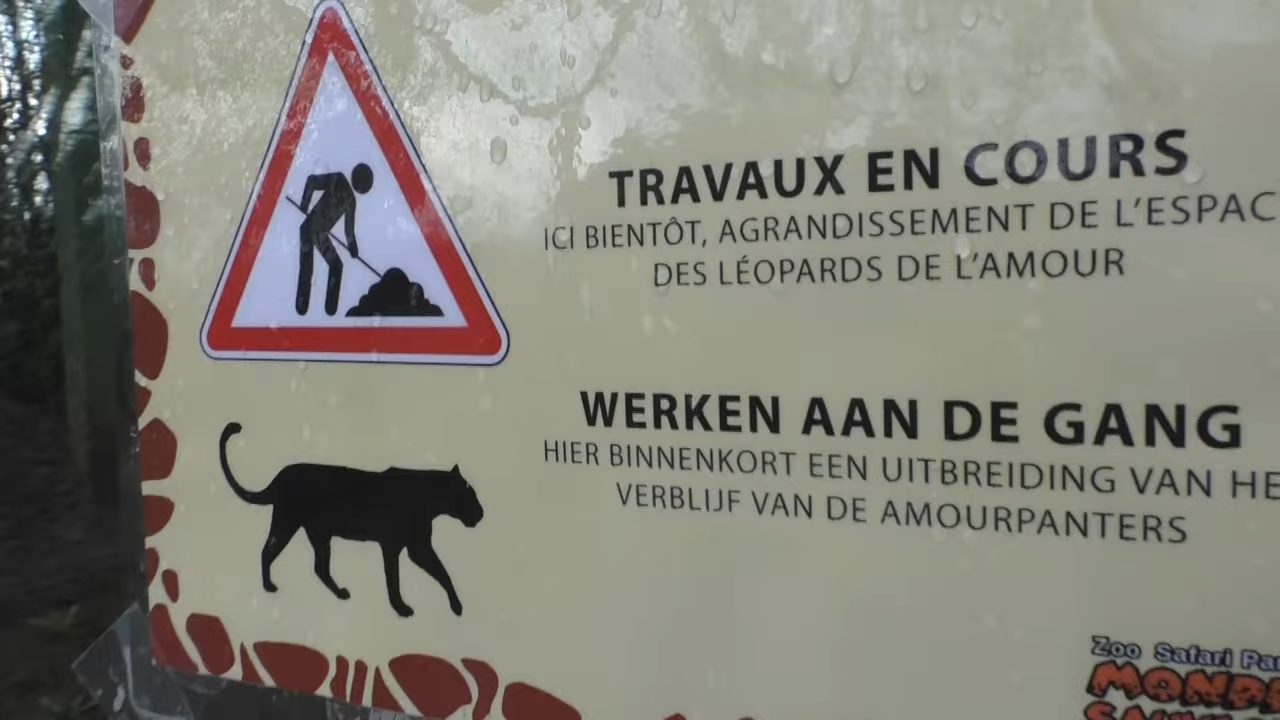 TRAVAUX EN COURS
ICI BIENTÔT, AGRANDISSEMENT DE L'ESPAC
DES LÉOPARDS DE L'AMOUR
WERKEN AAN DE GANG
HIER BINNENKORT EEN UITBREIDING VAN HE
VERBLIJF VAN DE AMOURPANTERS
Zoo Safari Pa
MONDE